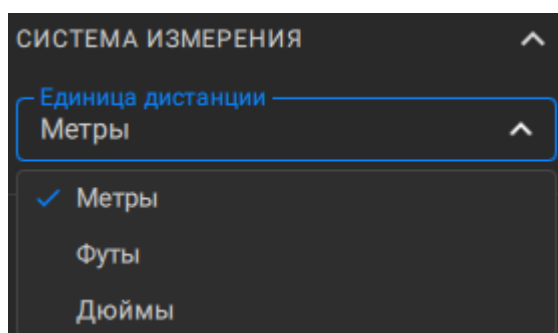 СИСТЕМА ИЗМЕРЕНИЯ
Единица дистанции
Метры
Метры
Футы
Дюймы